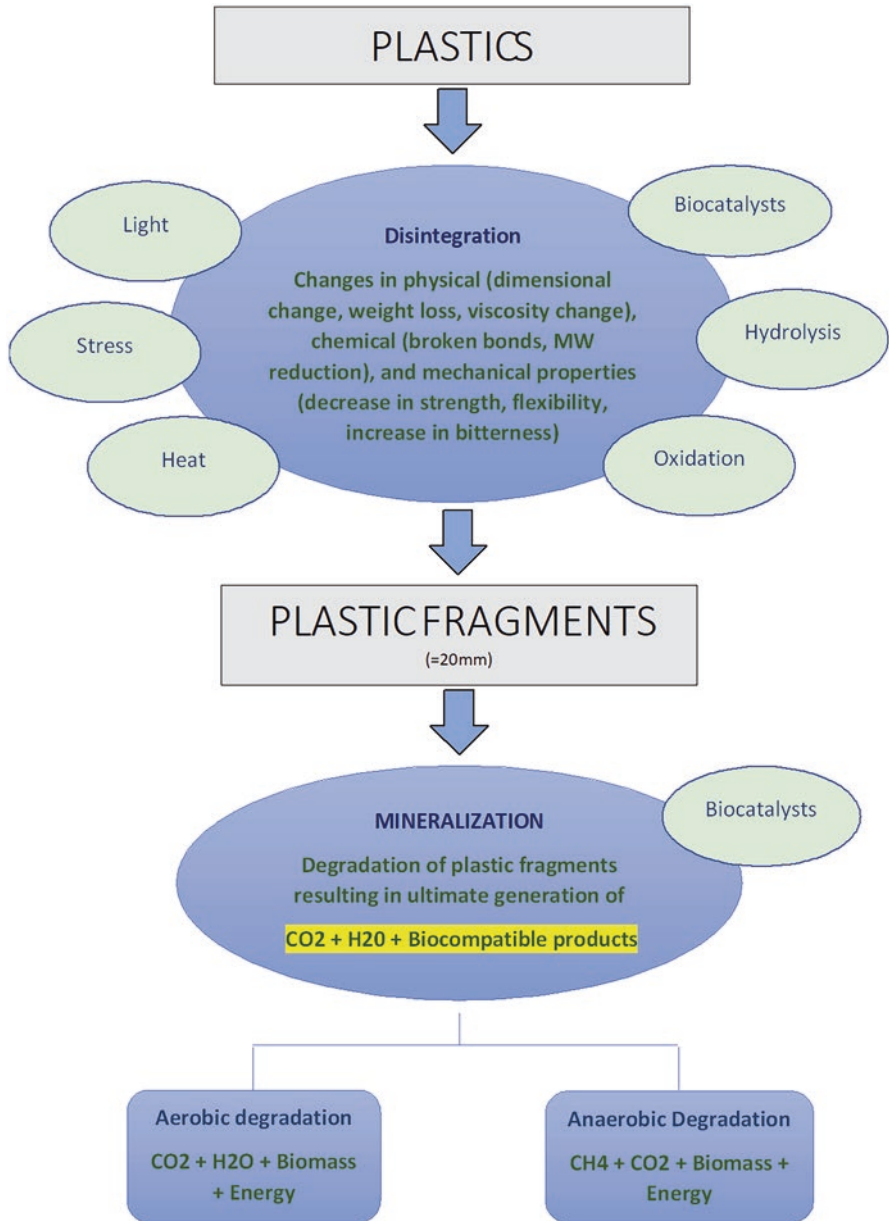 PLASTICS
Light
Biocatalysts
Disintegration
Changes in physical (dimensional
change, weight loss, viscosity change),
chemical (broken bonds, MW
reduction), and mechanical properties
(decrease in strength, flexibility,
increase in bitterness)
Stress
Hydrolysis
Heat
Oxidation
PLASTIC FRAGMENTS
(=20mm)
Biocatalysts
MINERALIZATION
Degradation of plastic fragments
resulting in ultimate generation of
CO2 + H20 + Biocompatible products
Aerobic degradation
CO2 + H2O + Biomass
+ Energy
Anaerobic Degradation
CH4 + CO2 + Biomass +
Energy